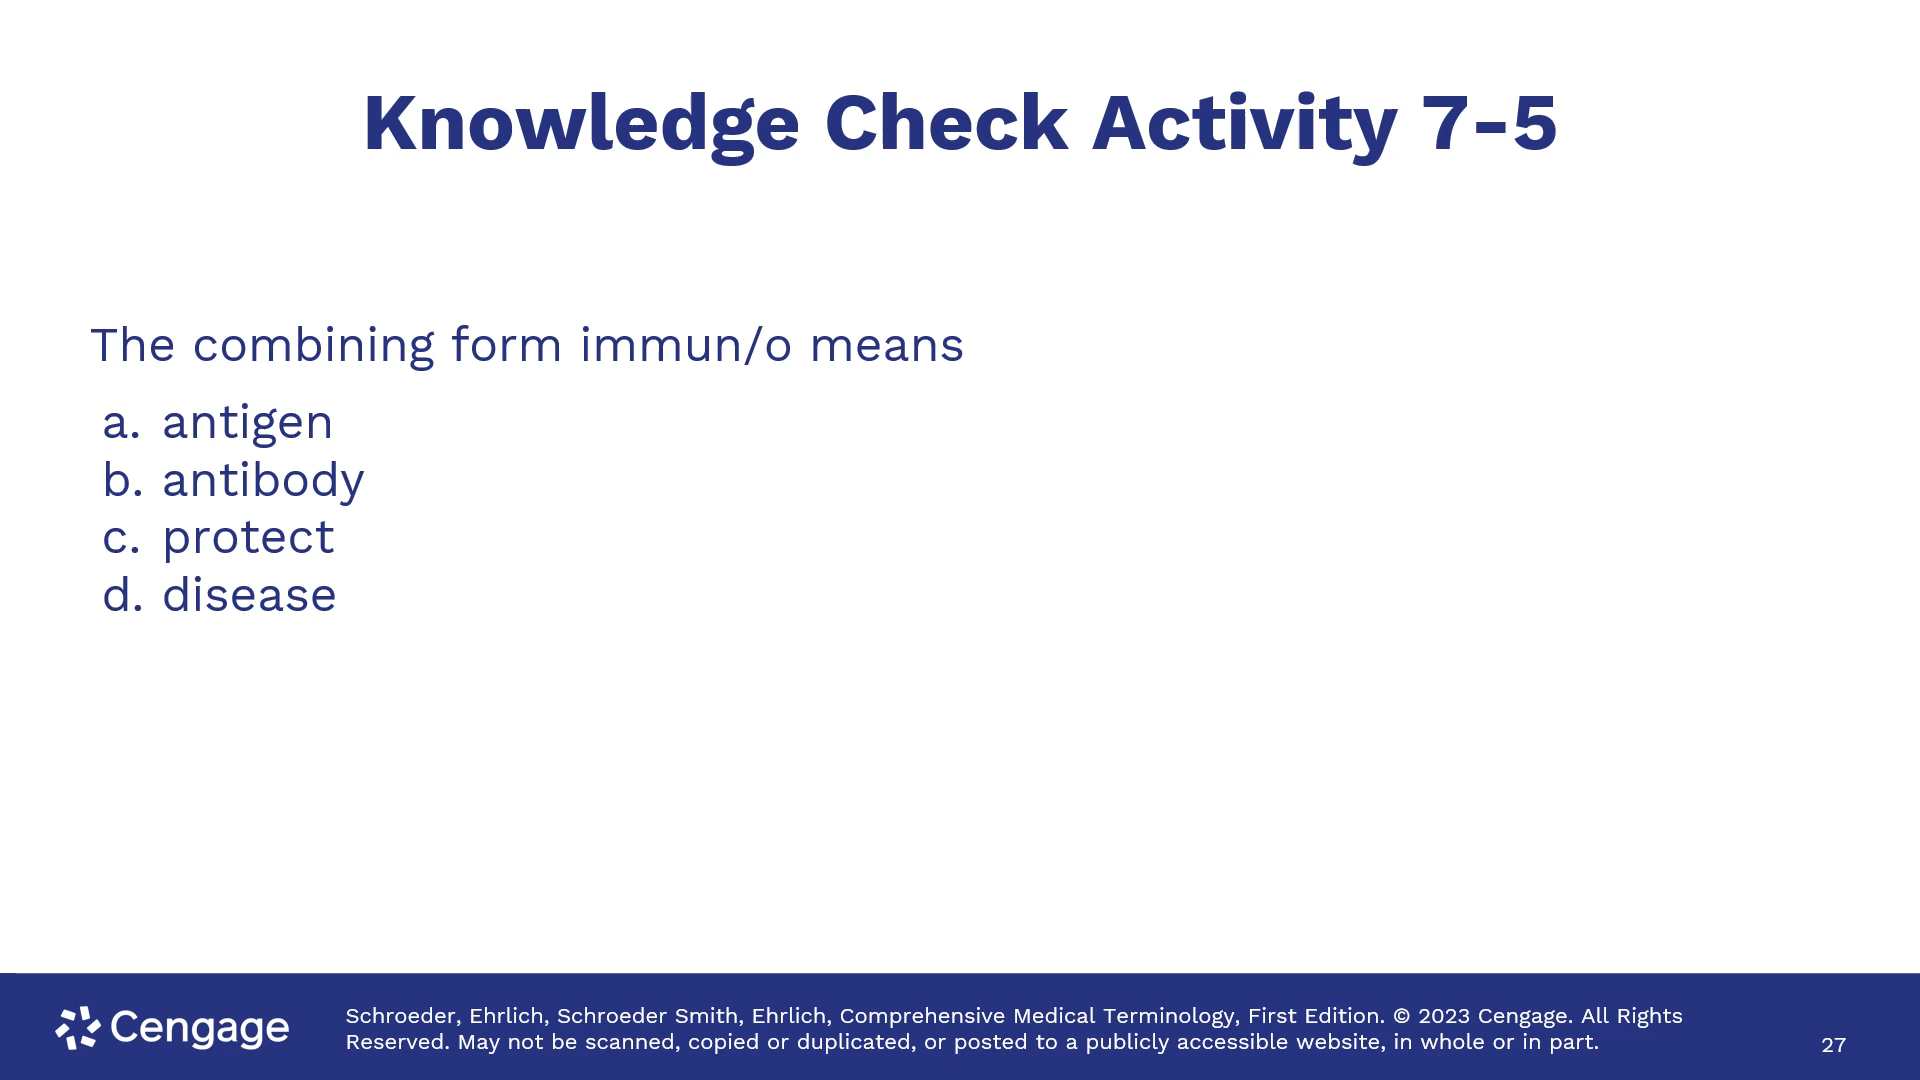 Knowledge Check Activity 7-5
The combining form immun/o means
a. antigen
b. antibody
c. protect
d. disease
Cengage
Schroeder, Ehrlich, Schroeder Smith, Ehrlich, Comprehensive Medical Terminology, First Edition. © 2023 Cengage. All Rights
Reserved. May not be scanned, copied or duplicated, or posted to a publicly accessible website, in whole or in part.
27